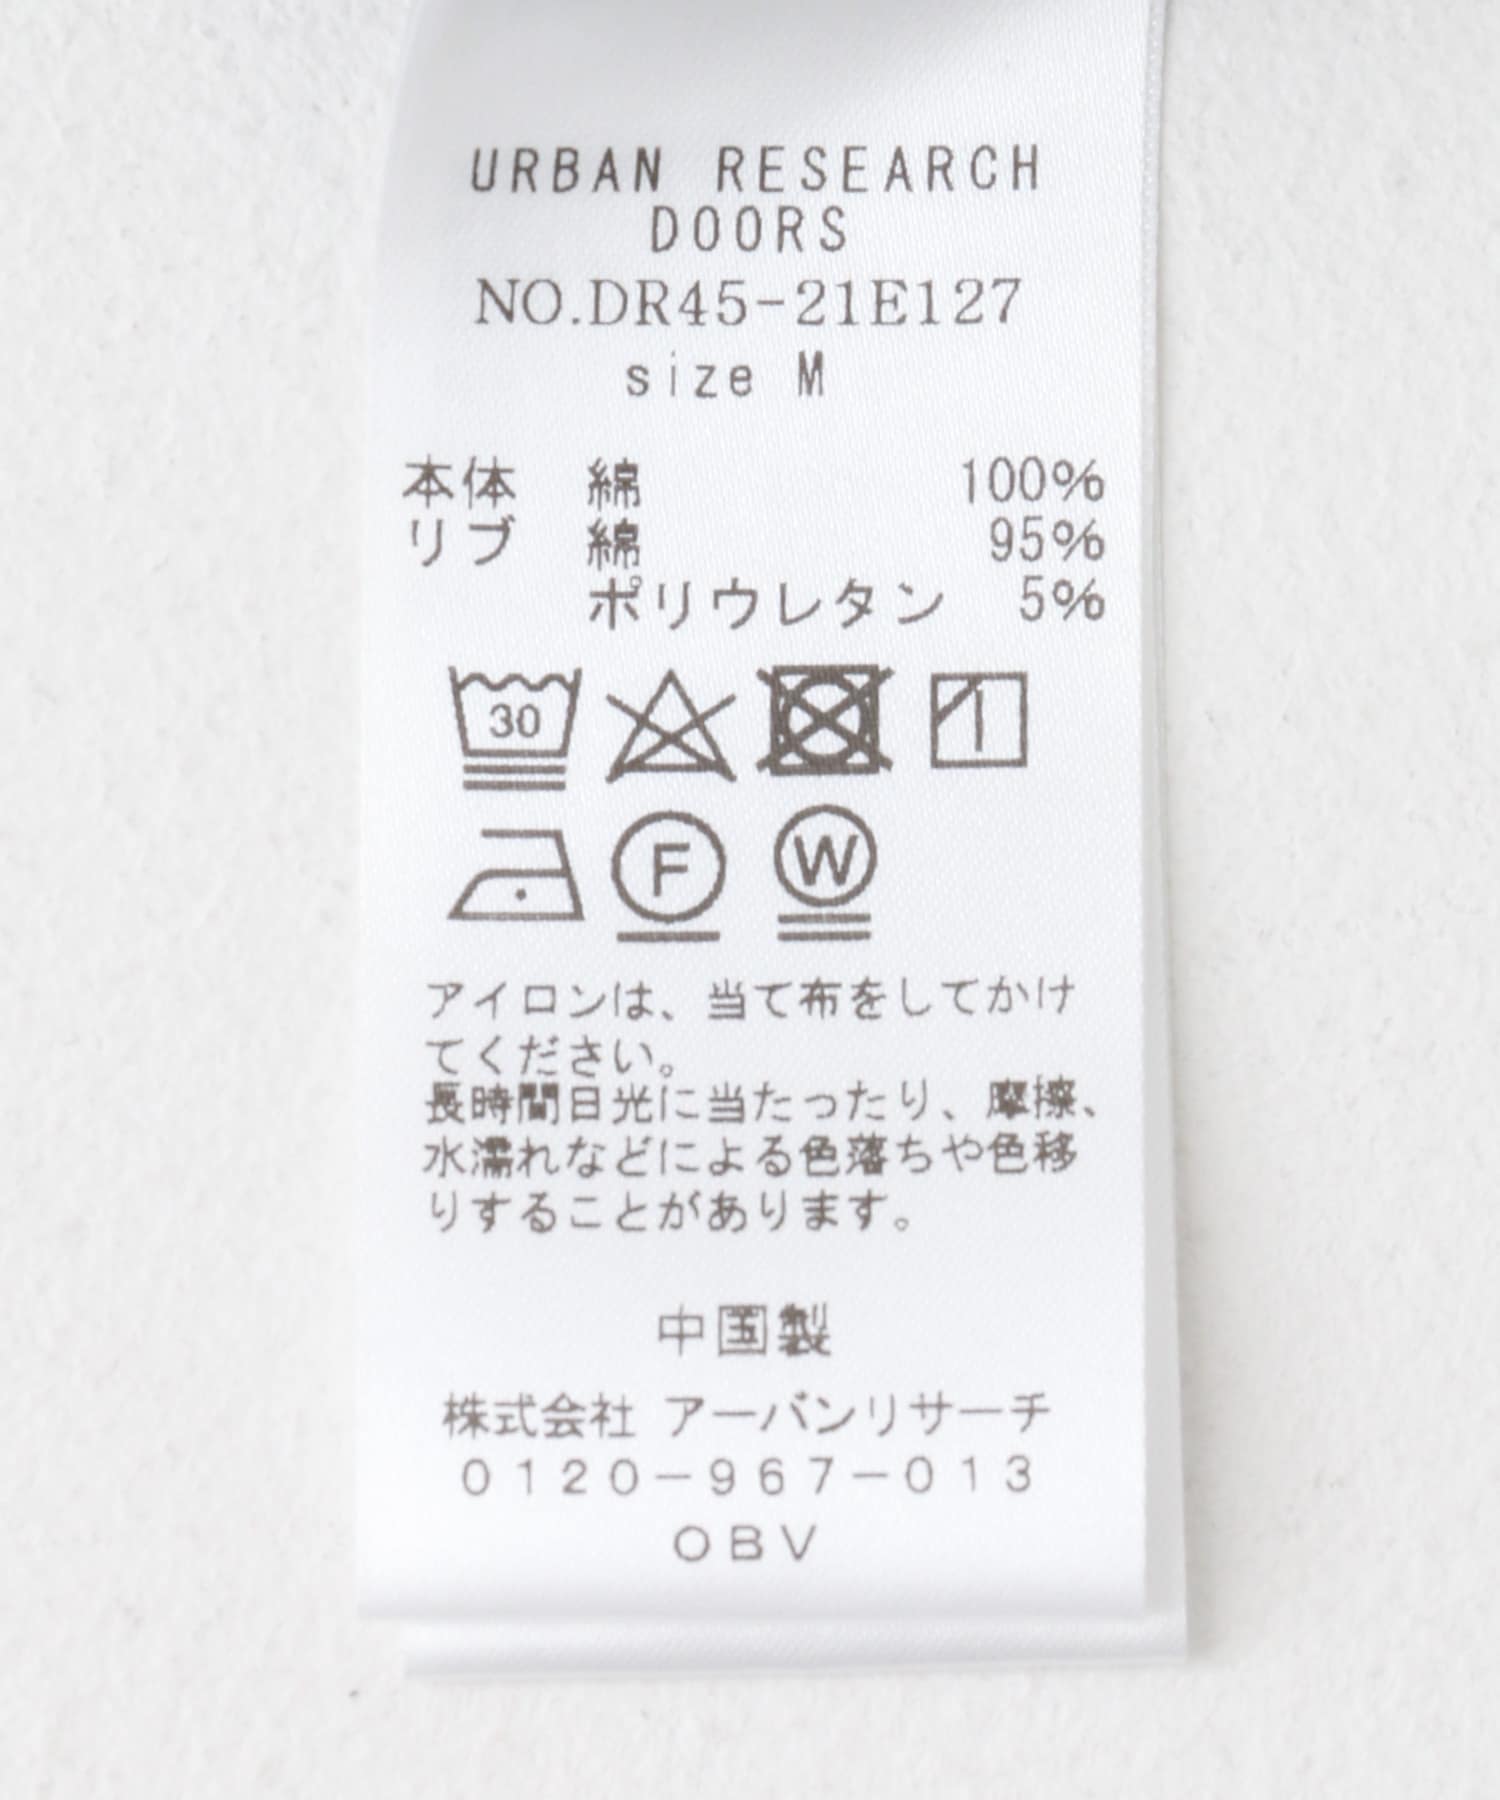 URBAN RESEARCH
DOORS
NO.DR45-21E127
size M
本体 綿 100%
リブ 綿 95%
ポリウレタン 5%
30
F W
アイロンは、当て布をしてかけ
てください。
長時間日光に当たったり、摩擦、
水濡れなどによる色落ちや色移
りすることがあります。
中国製
株式会社 アーバンリサーチ
0120-967-013
OBV